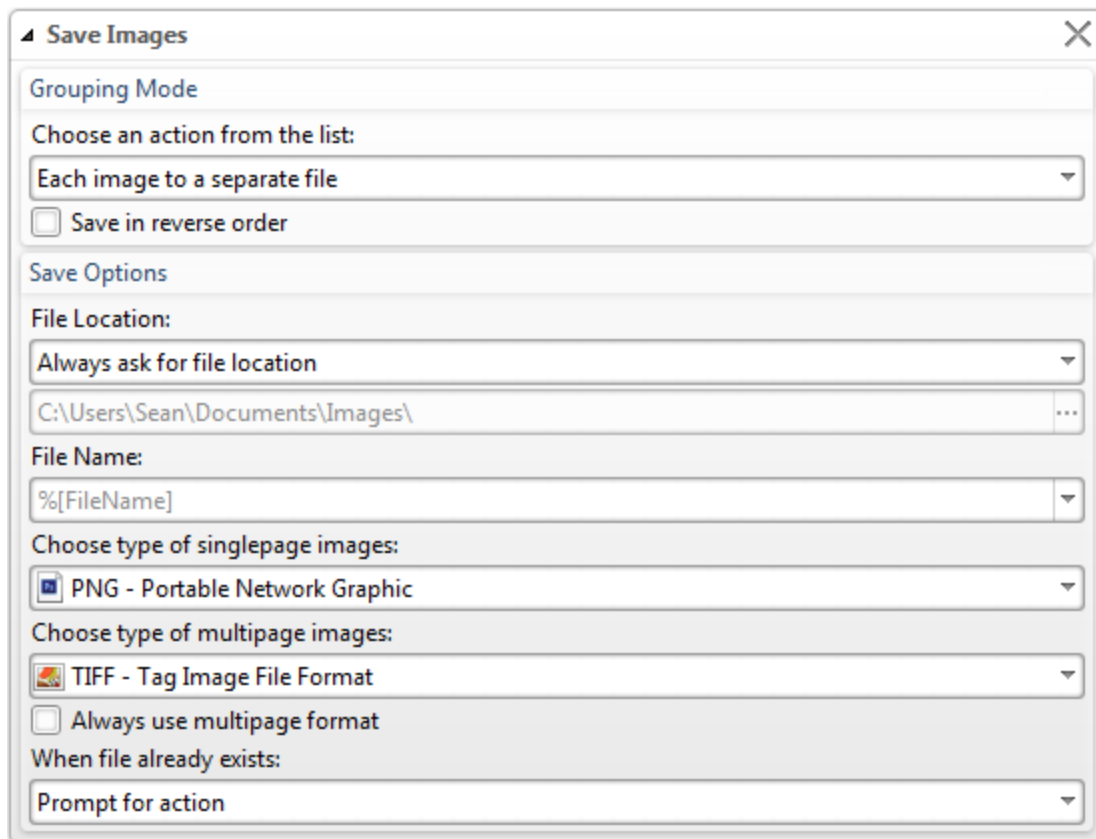 Save Images
Grouping Mode
Choose an action from the list:
Each image to a separate file
Save in reverse order
Save Options
File Location:
Always ask for file location
C:\Users\Sean\Documents\Images\
...
File Name:
%[FileName]
Choose type of singlepage images:
PNG - Portable Network Graphic
Choose type of multipage images:
TIFF - Tag Image File Format
Always use multipage format
When file already exists:
Prompt for action